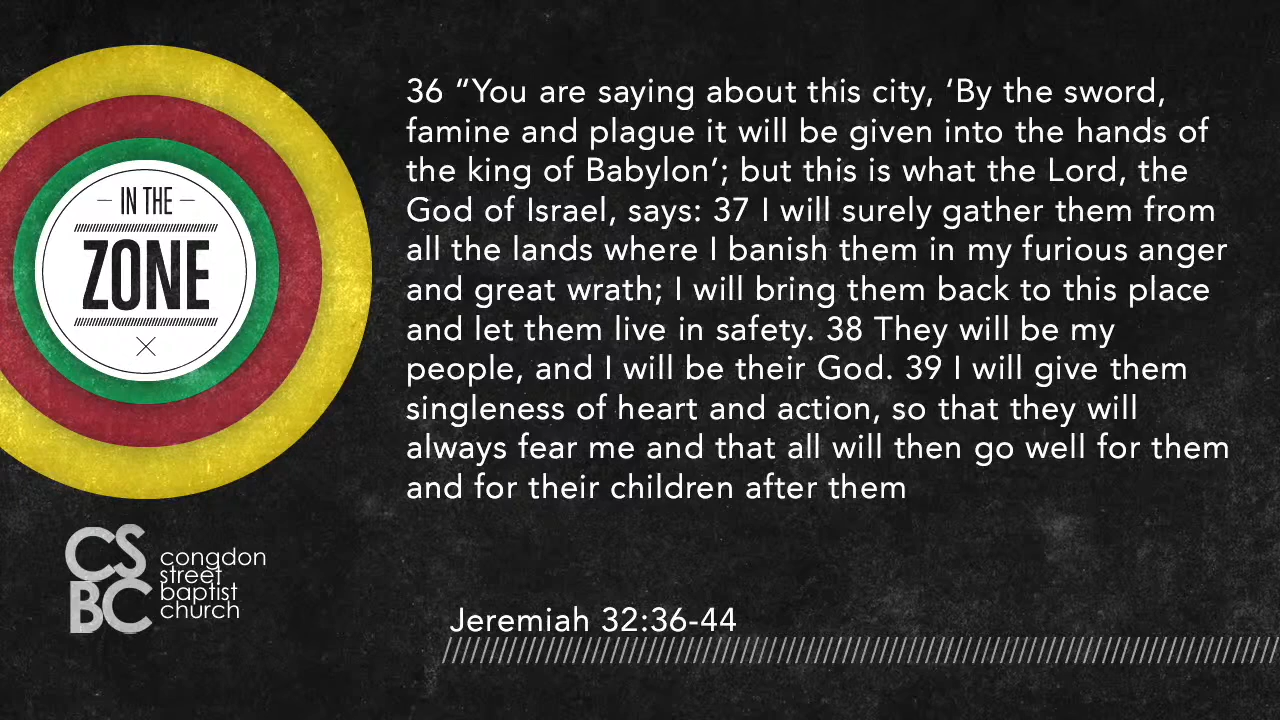 IN THE
ZONE
36 “You are saying about this city, ‘By the sword,
famine and plague it will be given into the hands of
the king of Babylon’; but this is what the Lord, the
God of Israel, says: 37 I will surely gather them from
all the lands where I banish them in my furious anger
and great wrath; I will bring them back to this place
and let them live in safety. 38 They will be my
people, and I will be their God. 39 I will give them
singleness of heart and action, so that they will
always fear me and that all will then go well for them
and for their children after them
CS
BC
congdon
street
baptist
church
Jeremiah 32:36-44